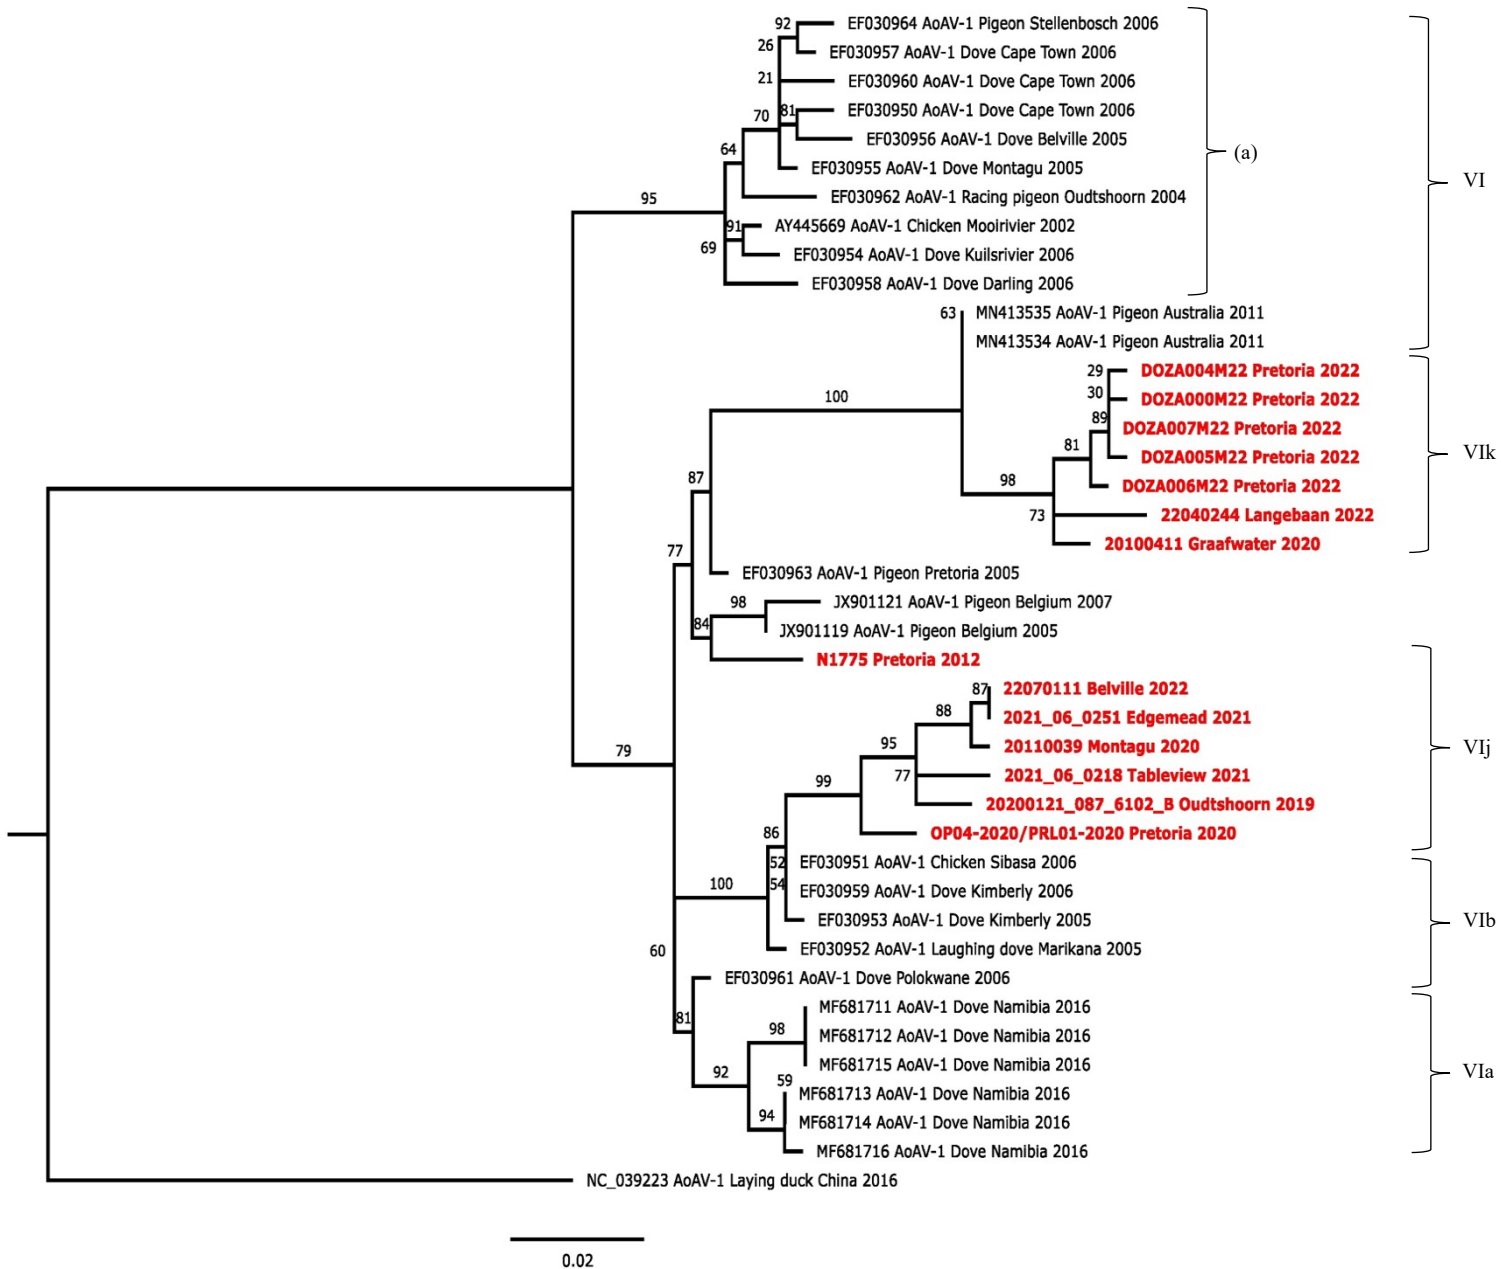 92
EF030964 AoAV-1 Pigeon Stellenbosch 2006
26
EF030957 AoAV-1 Dove Cape Town 2006
21
EF030960 AoAV-1 Dove Cape Town 2006
81
EF030950 AoAV-1 Dove Cape Town 2006
70
EF030956 AoAV-1 Dove Belville 2005
64
(a)
EF030955 AoAV-1 Dove Montagu 2005
VI
95
EF030962 AoAV-1 Racing pigeon Oudtshoorn 2004
91
AY445669 AoAV-1 Chicken Mooirivier 2002
69
EF030954 AoAV-1 Dove Kuilsrivier 2006
EF030958 AoAV-1 Dove Darling 2006
63
MN413535 AoAV-1 Pigeon Australia 2011
MN413534 AoAV-1 Pigeon Australia 2011
29
DOZA004M22 Pretoria 2022
30
DOZA000M22 Pretoria 2022
100
89
DOZA007M22 Pretoria 2022
81
DOZA005M22 Pretoria 2022
VIk
87
98
DOZA006M22 Pretoria 2022
73
22040244 Langebaan 2022
20100411 Graafwater 2020
77
EF030963 AoAV-1 Pigeon Pretoria 2005
98
JX901121 AoAV-1 Pigeon Belgium 2007
84
JX901119 AoAV-1 Pigeon Belgium 2005
N1775 Pretoria 2012
87
22070111 Belville 2022
88
2021_06_0251 Edgemead 2021
95
20110039 Montagu 2020
VIj
79
77
2021_06_0218 Tableview 2021
99
20200121_087_6102_B Oudtshoorn 2019
86
OP04-2020/PRL01-2020 Pretoria 2020
52
EF030951 AoAV-1 Chicken Sibasa 2006
100
54
EF030959 AoAV-1 Dove Kimberly 2006
EF030953 AoAV-1 Dove Kimberly 2005
VIb
60
EF030952 AoAV-1 Laughing dove Marikana 2005
EF030961 AoAV-1 Dove Polokwane 2006
81
MF681711 AoAV-1 Dove Namibia 2016
98
MF681712 AoAV-1 Dove Namibia 2016
92
MF681715 AoAV-1 Dove Namibia 2016
VIa
59
MF681713 AoAV-1 Dove Namibia 2016
94
MF681714 AoAV-1 Dove Namibia 2016
MF681716 AoAV-1 Dove Namibia 2016
NC_039223 AoAV-1 Laying duck China 2016
0.02